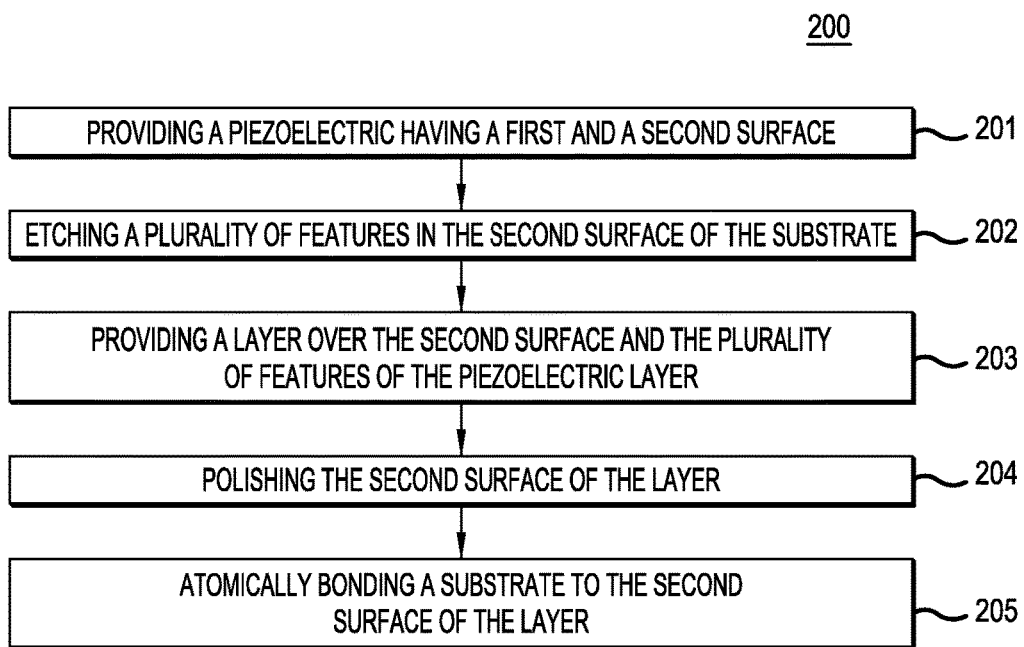 200
PROVIDING A PIEZOELECTRIC HAVING A FIRST AND A SECOND SURFACE
201
ETCHING A PLURALITY OF FEATURES IN THE SECOND SURFACE OF THE SUBSTRATE
202
PROVIDING A LAYER OVER THE SECOND SURFACE AND THE PLURALITY
OF FEATURES OF THE PIEZOELECTRIC LAYER
203
POLISHING THE SECOND SURFACE OF THE LAYER
204
ATOMICALLY BONDING A SUBSTRATE TO THE SECOND
SURFACE OF THE LAYER
205